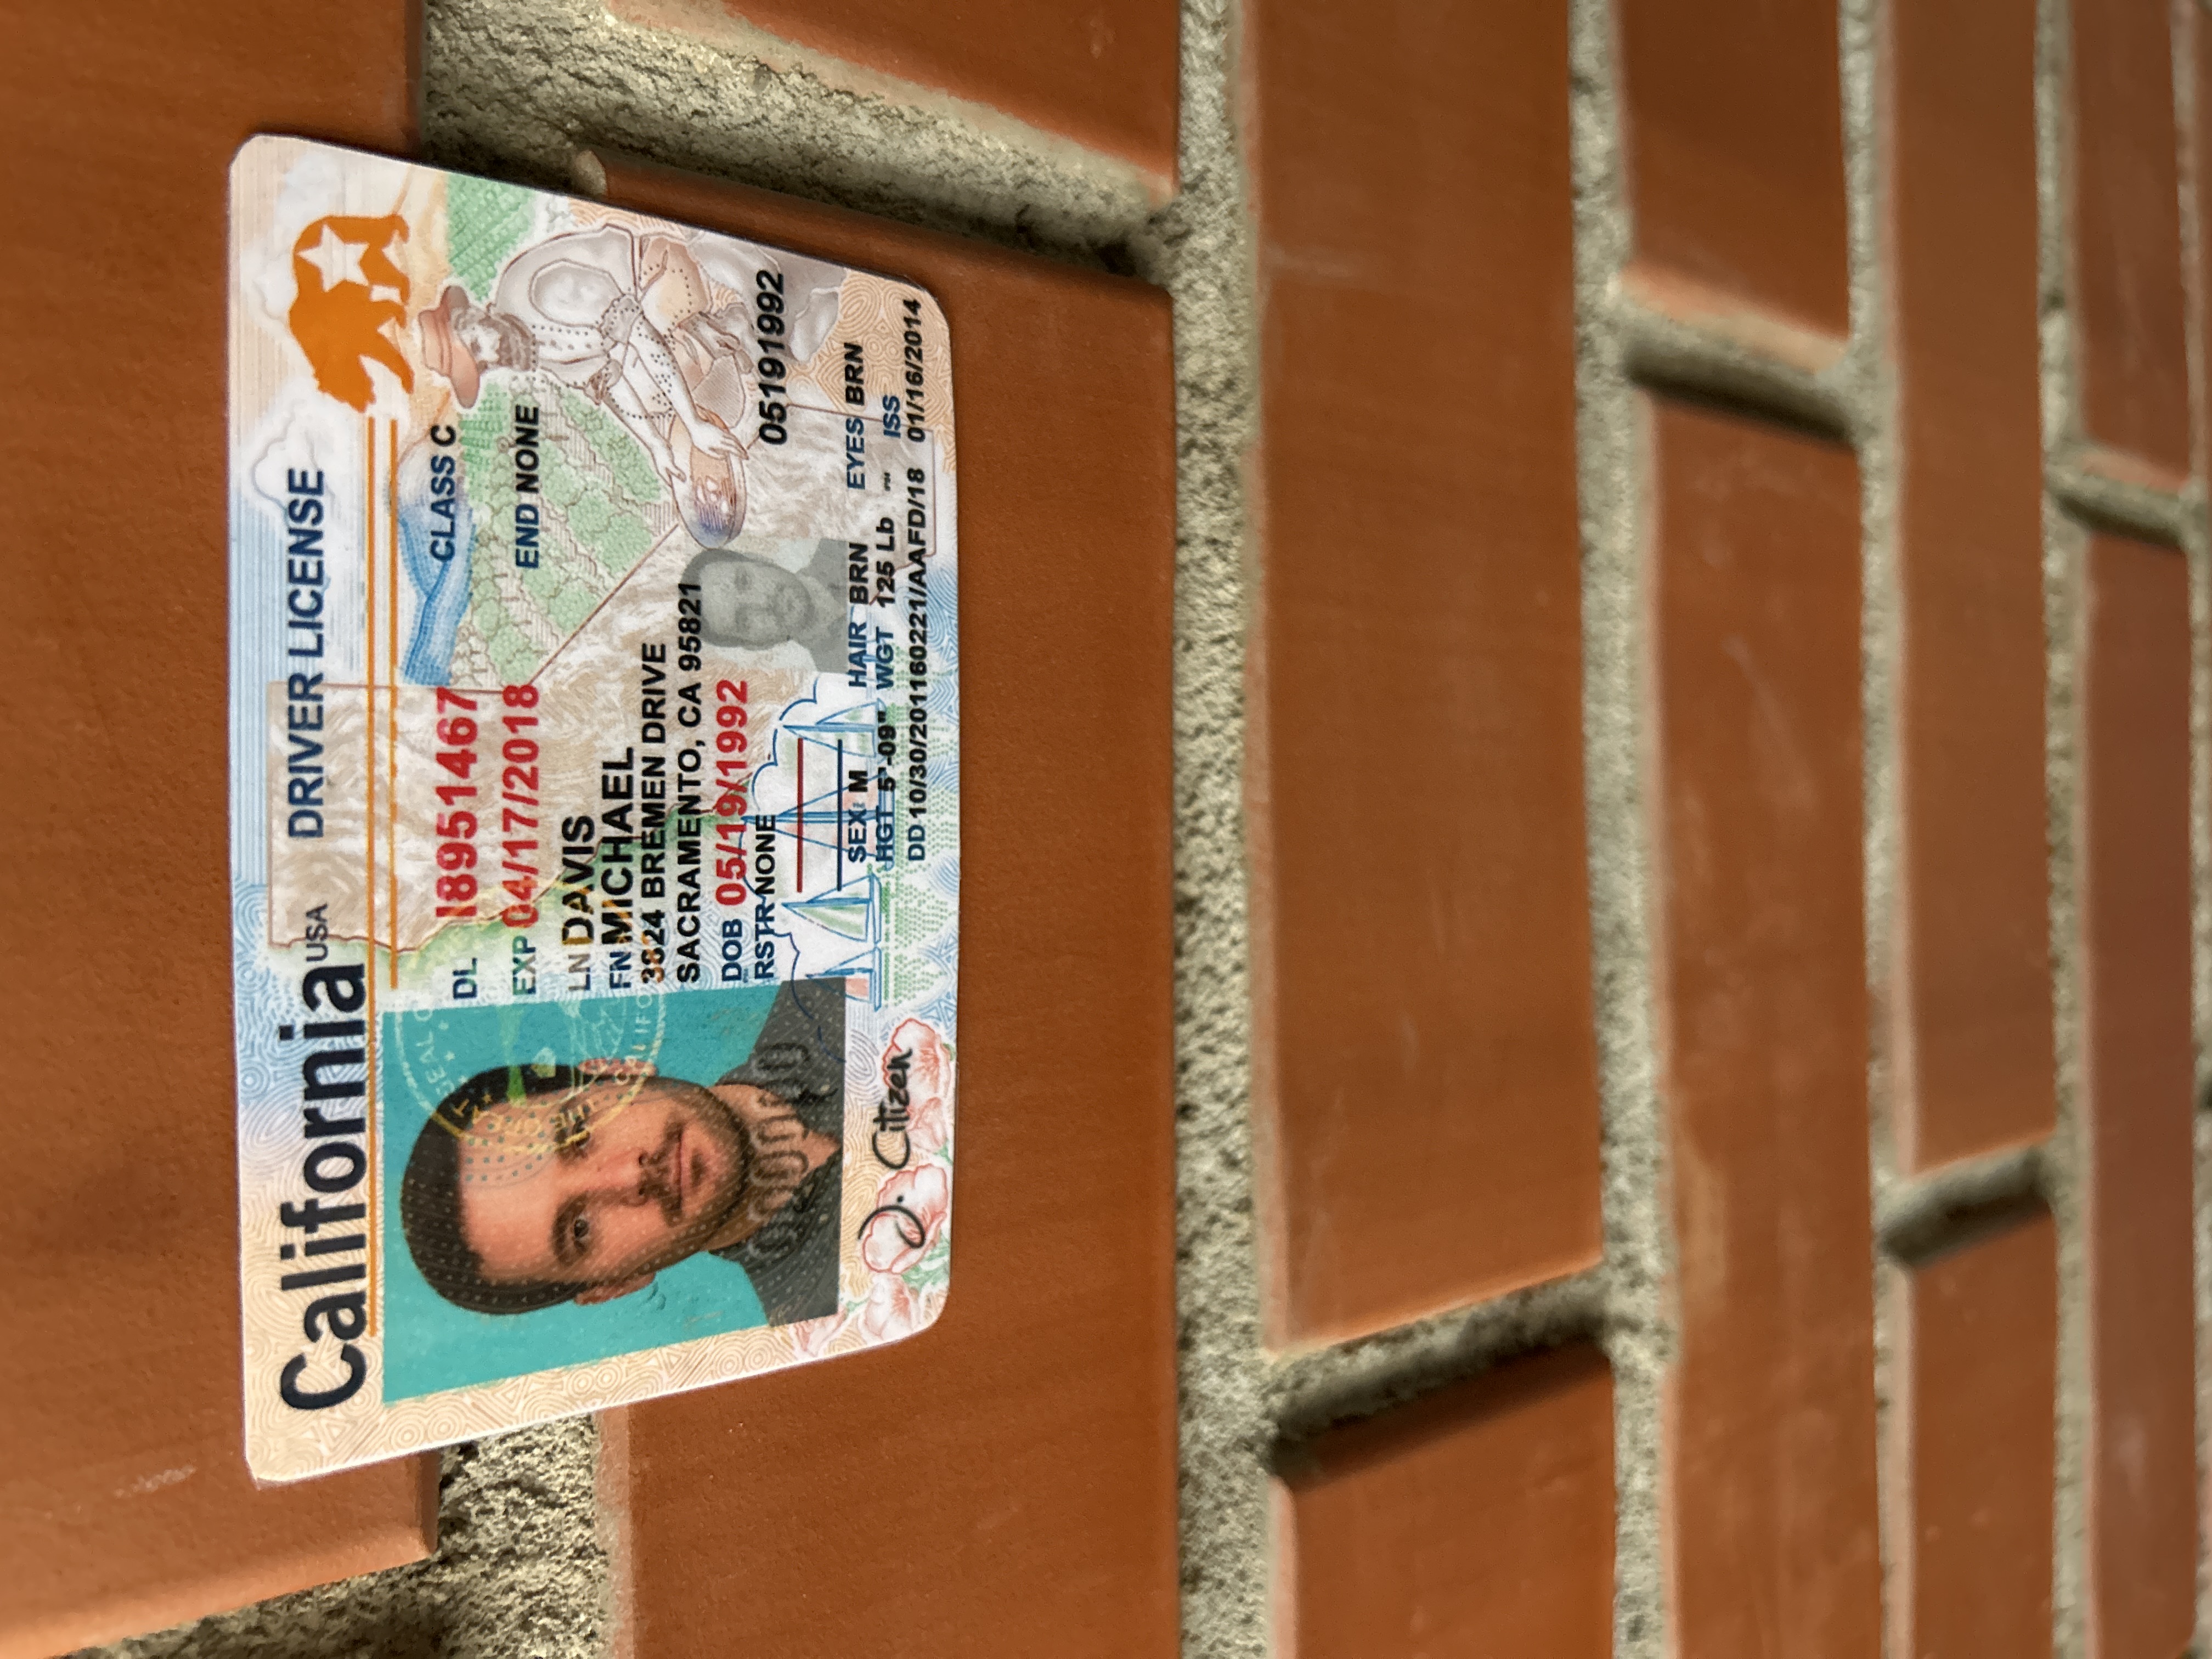 California USA DRIVER LICENSE
DL I8951467 CLASS C
EXP 04/17/2018 END NONE
LN DAVIS
FN MICHAEL
3824 BREMEN DRIVE
SACRAMENTO, CA 95821
DOB 05/19/1992
RSTR NONE 05191992
SEX M HAIR BRN EYES BRN
HGT 5'-09" WGT 125 Lb ISS
DD 10/30/201160221/AAFD/18 01/16/2014
J. Citizen